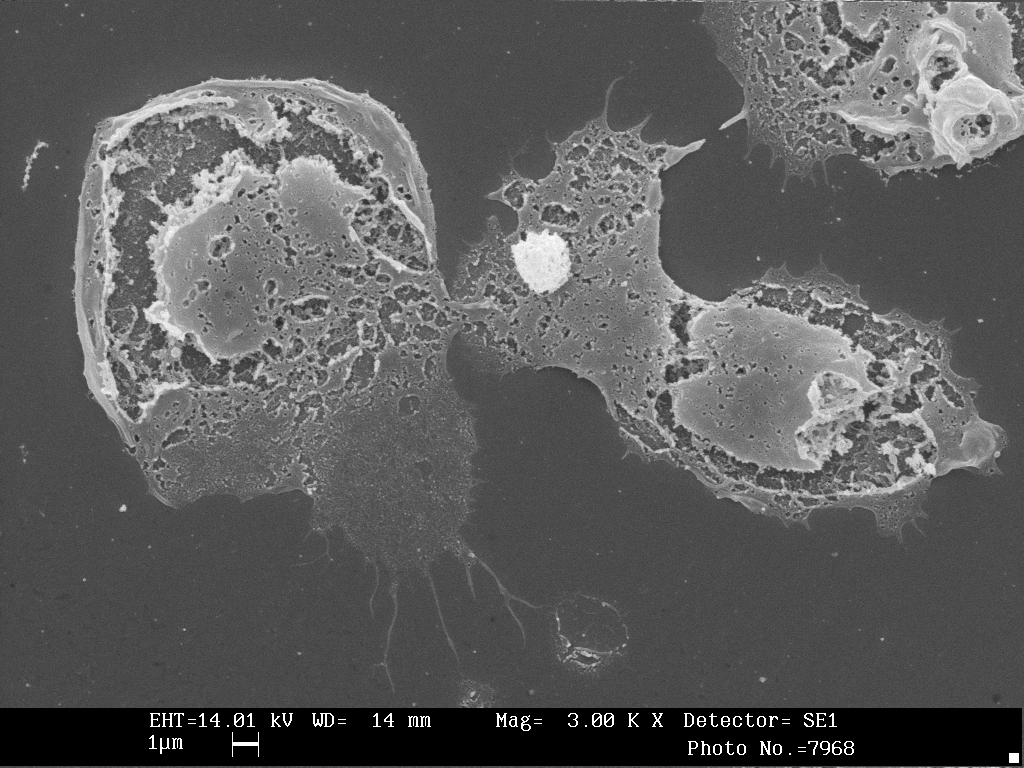 EHT=14.01 kV WD= 14 mm Mag= 3.00 K X Detector= SE1
1µm
Photo No.=7968